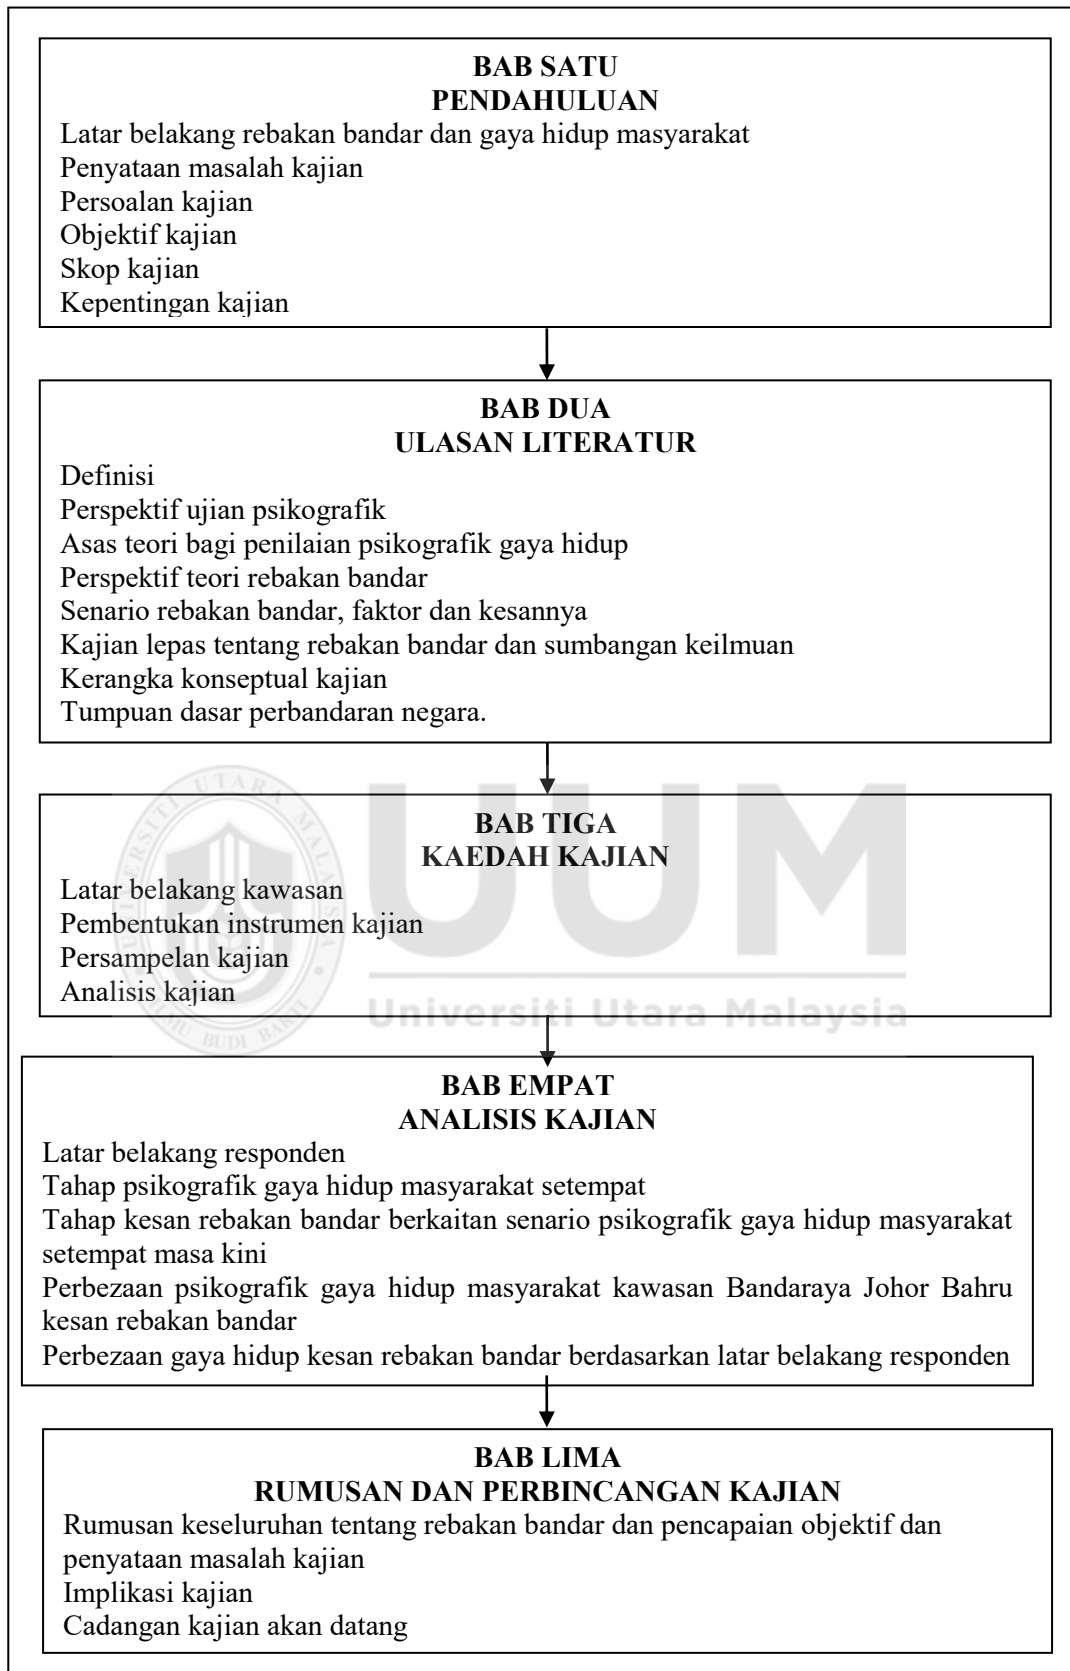 BAB SATU
PENDAHULUAN
Latar belakang rebakan bandar dan gaya hidup masyarakat
Penyataan masalah kajian
Persoalan kajian
Objektif kajian
Skop kajian
Kepentingan kajian
BAB DUA
ULASAN LITERATUR
Definisi
Perspektif ujian psikografik
Asas teori bagi penilaian psikografik gaya hidup
Perspektif teori rebakan bandar
Senario rebakan bandar, faktor dan kesannya
Kajian lepas tentang rebakan bandar dan sumbangan keilmuan
Kerangka konseptual kajian
Tumpuan dasar perbandaran negara.
BAB TIGA
KAEDAH KAJIAN
Latar belakang kawasan
Pembentukan instrumen kajian
Persampelan kajian
Analisis kajian
UNIVERSITI UTARA MALAYSIA
ILMU BUDI BAKTI
UUM
Universiti Utara Malaysia
BAB EMPAT
ANALISIS KAJIAN
Latar belakang responden
Tahap psikografik gaya hidup masyarakat setempat
Tahap kesan rebakan bandar berkaitan senario psikografik gaya hidup masyarakat
setempat masa kini
Perbezaan psikografik gaya hidup masyarakat kawasan Bandaraya Johor Bahru
kesan rebakan bandar
Perbezaan gaya hidup kesan rebakan bandar berdasarkan latar belakang responden
BAB LIMA
RUMUSAN DAN PERBINCANGAN KAJIAN
Rumusan keseluruhan tentang rebakan bandar dan pencapaian objektif dan
penyataan masalah kajian
Implikasi kajian
Cadangan kajian akan datang